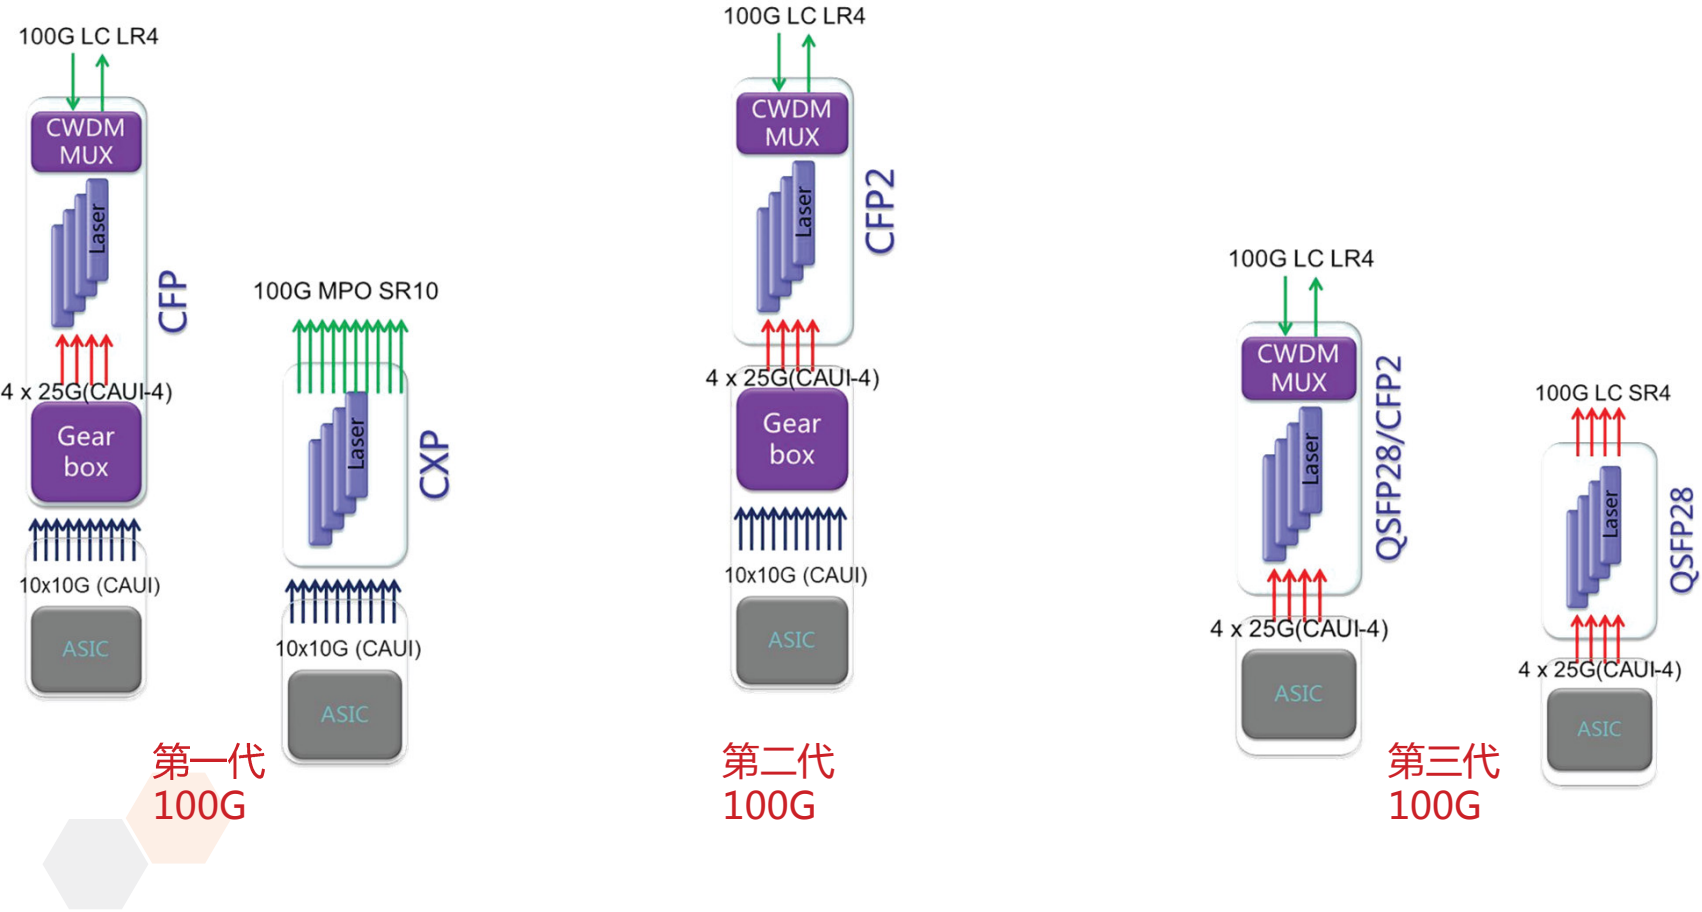 100G LC LR4
CWDM
MUX
Laser
CFP
4 x 25G(CAUI-4)
Gear
box
10x10G (CAUI)
ASIC
100G MPO SR10
Laser
CXP
10x10G (CAUI)
ASIC
第一代
100G
100G LC LR4
CWDM
MUX
Laser
CFP2
4 x 25G(CAUI-4)
Gear
box
10x10G (CAUI)
ASIC
第二代
100G
100G LC LR4
CWDM
MUX
Laser
QSFP28/CFP2
4 x 25G(CAUI-4)
ASIC
100G LC SR4
Laser
QSFP28
4 x 25G(CAUI-4)
ASIC
第三代
100G